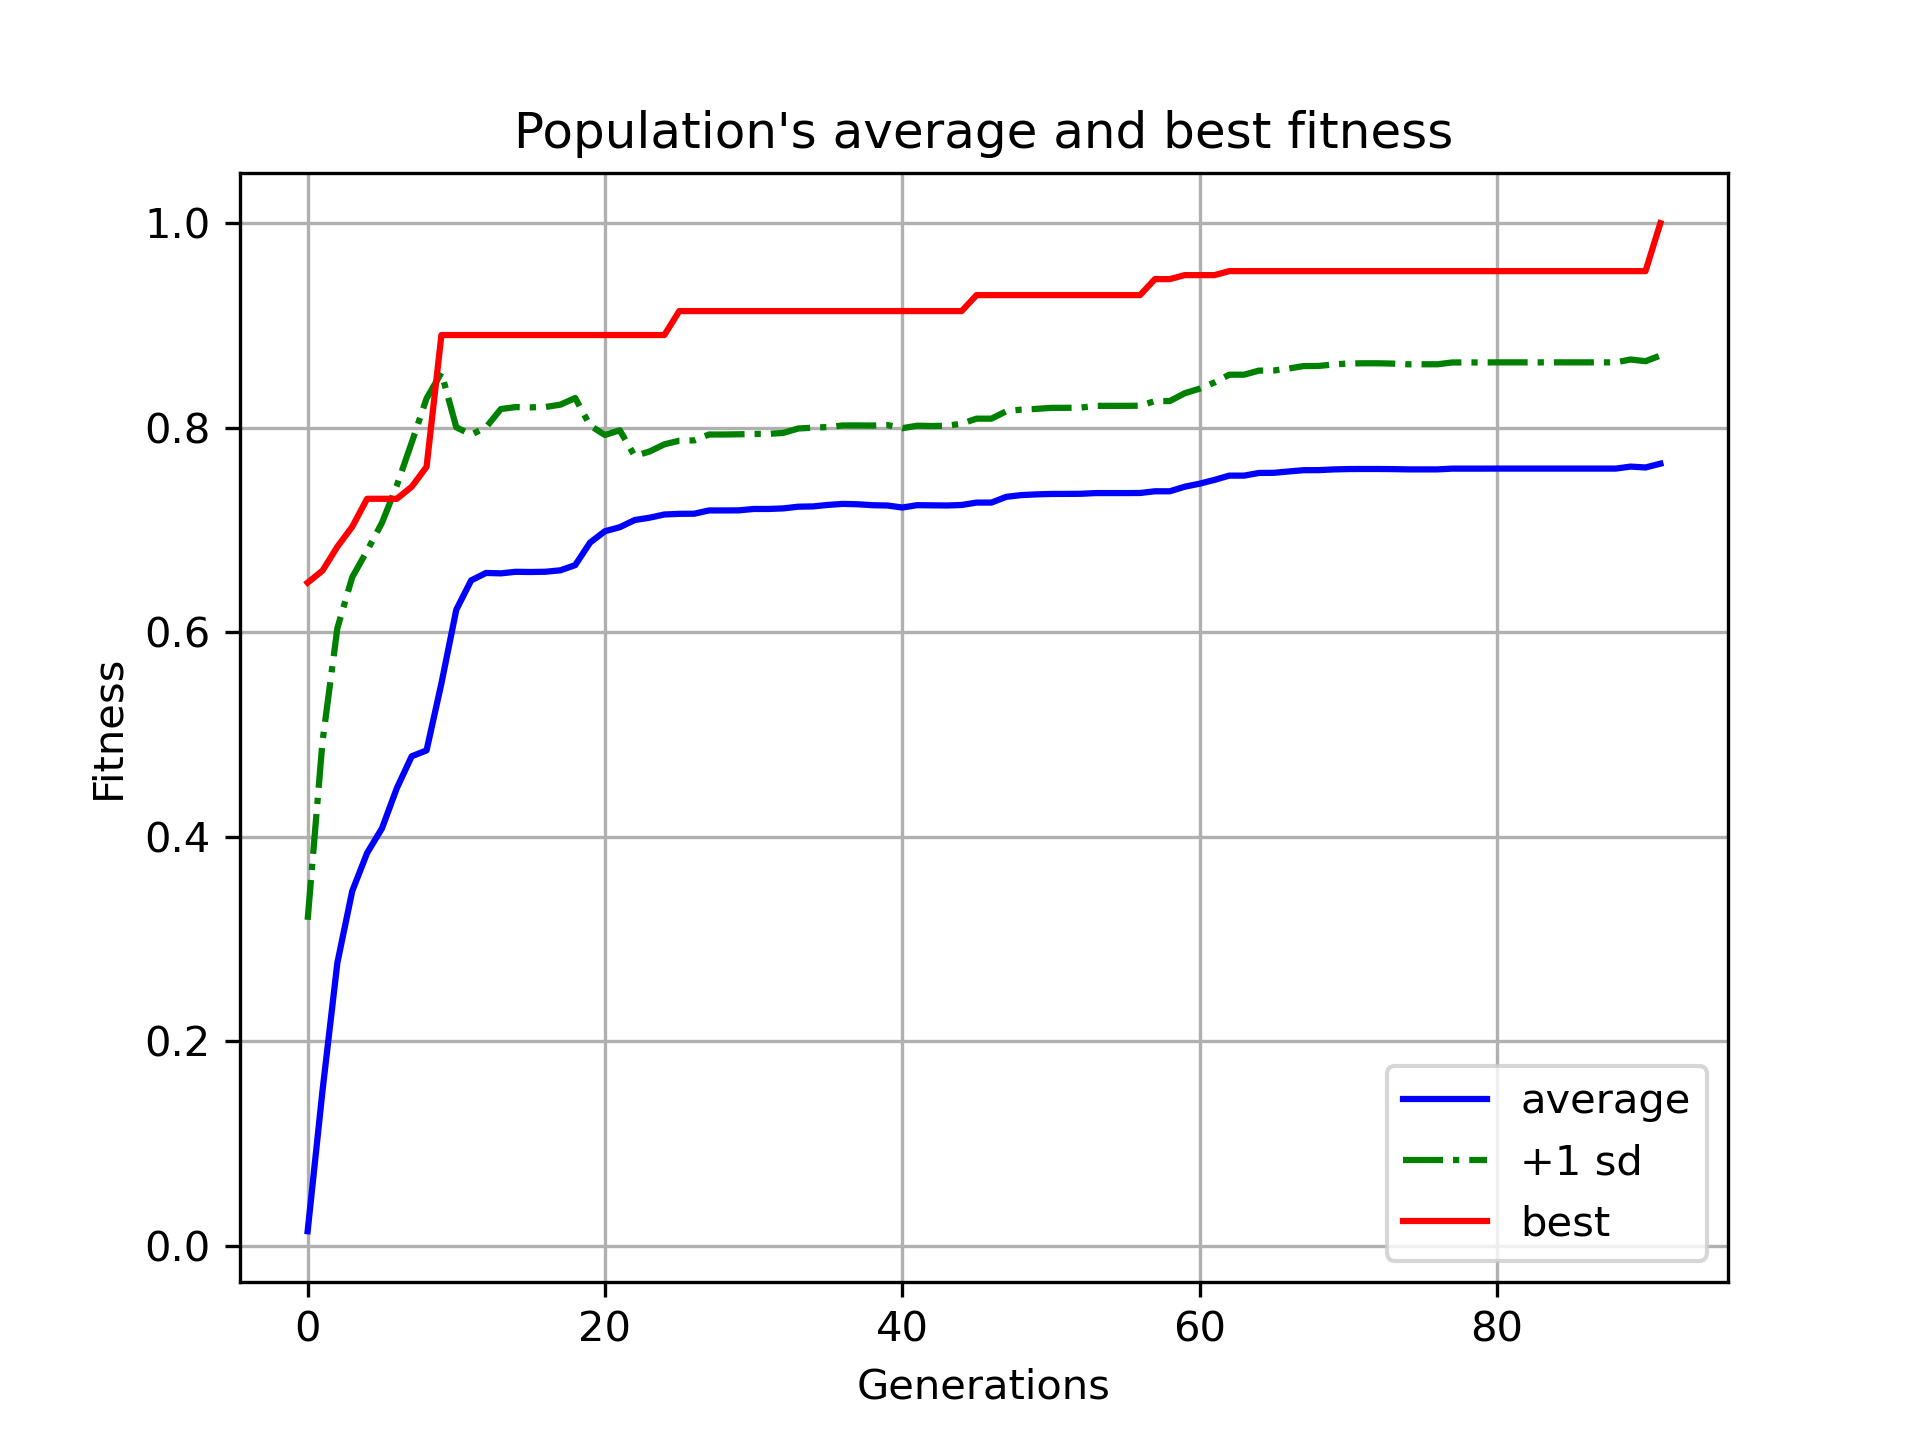 Population's average and best fitness
1.0
0.8
0.6
0.4
0.2
0.0
Fitness
0 20 40 60 80
Generations
average
+1 sd
best